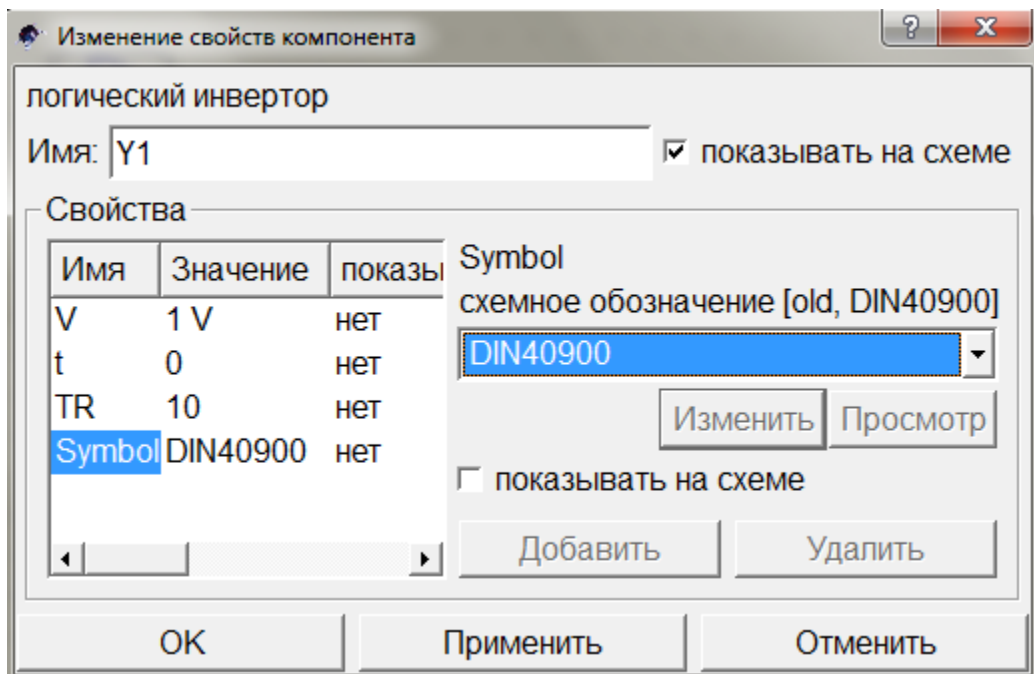 Изменение свойств компонента
логический инвертор
Имя: Y1 показывать на схеме
Свойства
Имя Значение показы
V 1 V нет
t 0 нет
TR 10 нет
Symbol DIN40900 нет
Symbol
схемное обозначение [old, DIN40900]
DIN40900
Изменить Просмотр
показывать на схеме
Добавить Удалить
OK Применить Отменить